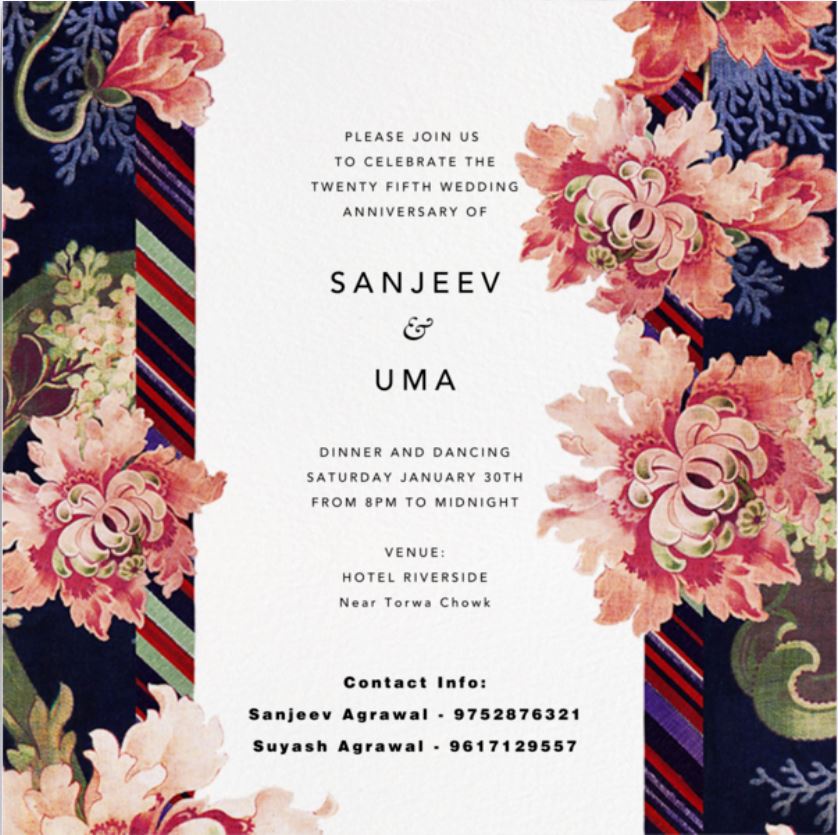 PLEASE JOIN US
TO CELEBRATE THE
TWENTY FIFTH WEDDING
ANNIVERSARY OF
SANJEEV
&
UMA
DINNER AND DANCING
SATURDAY JANUARY 30TH
FROM 8PM TO MIDNIGHT
VENUE:
HOTEL RIVERSIDE
Near Torwa Chowk
Contact Info:
Sanjeev Agrawal - 9752876321
Suyash Agrawal - 9617129557